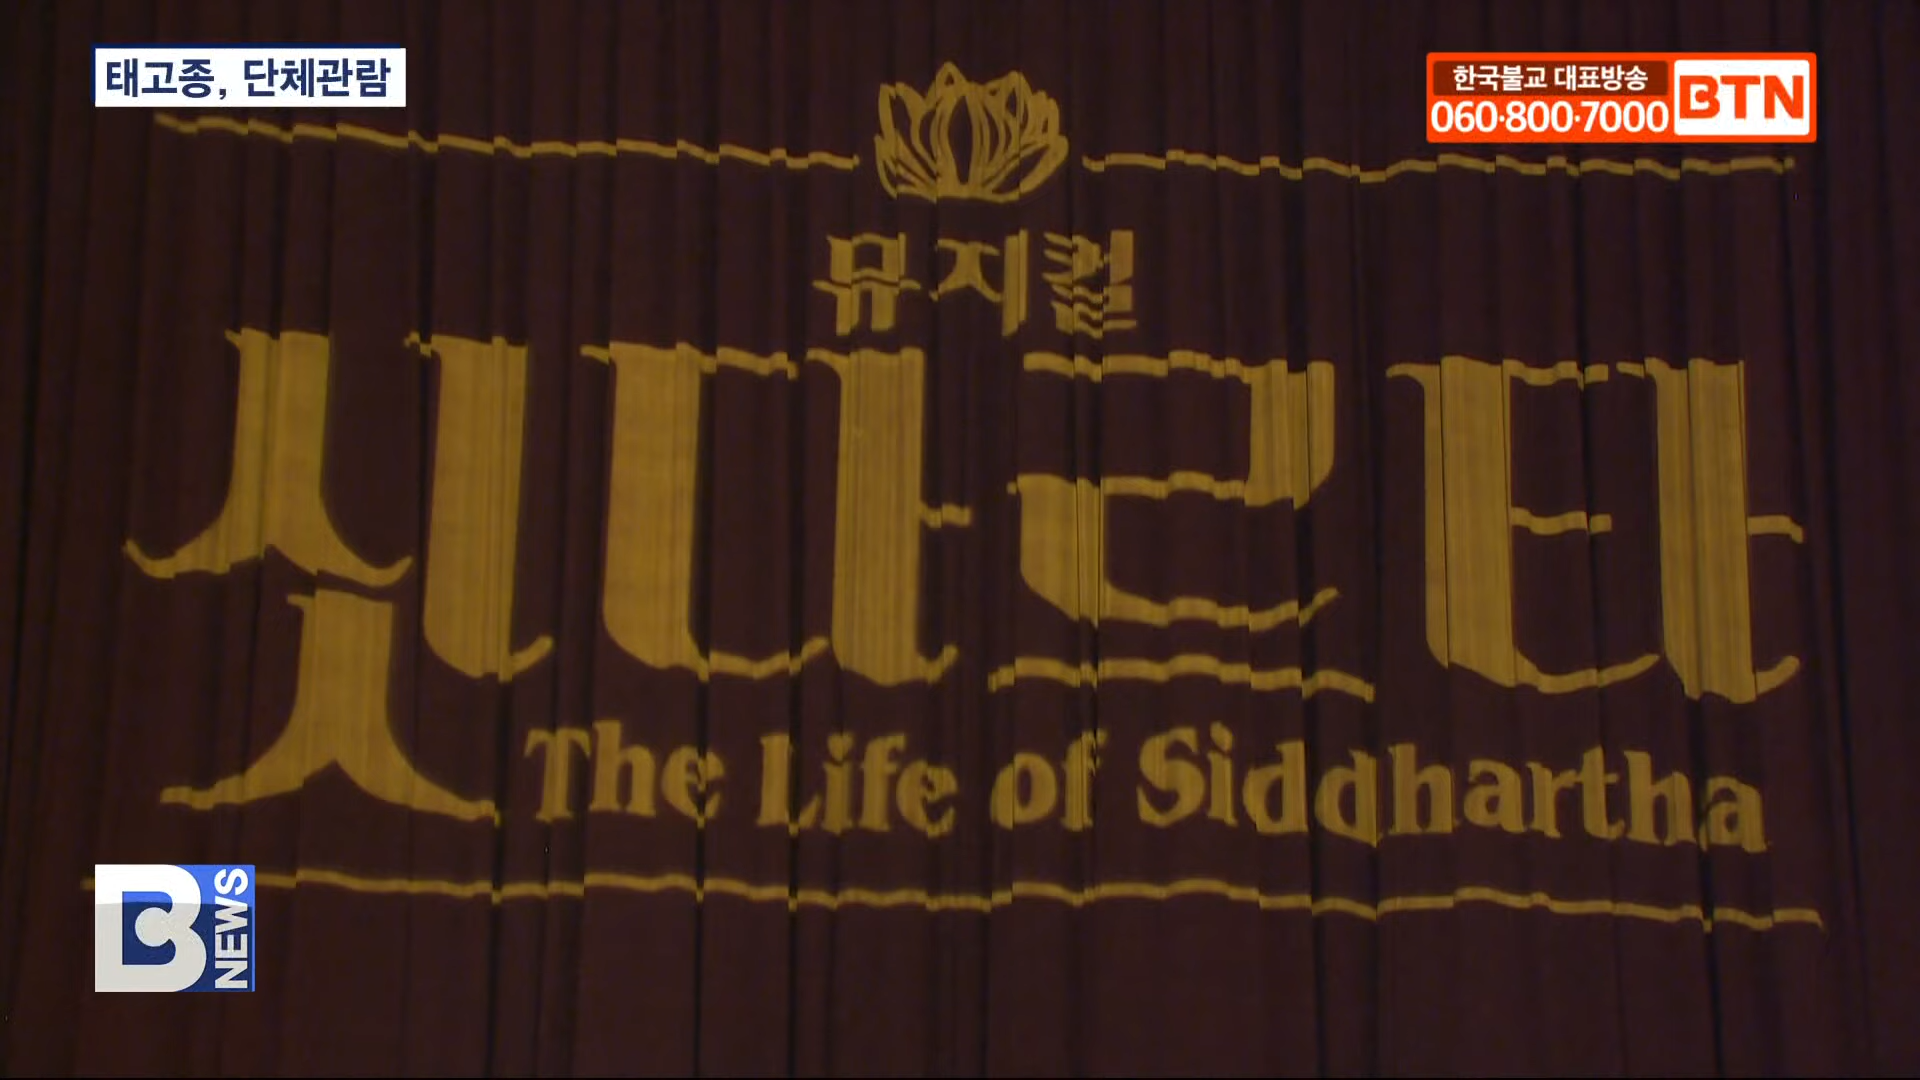 태고종, 단체관람
한국불교 대표방송
060·800·7000
BTN
뮤지컬
싯다르타
The Life of Siddhartha
B NEWS